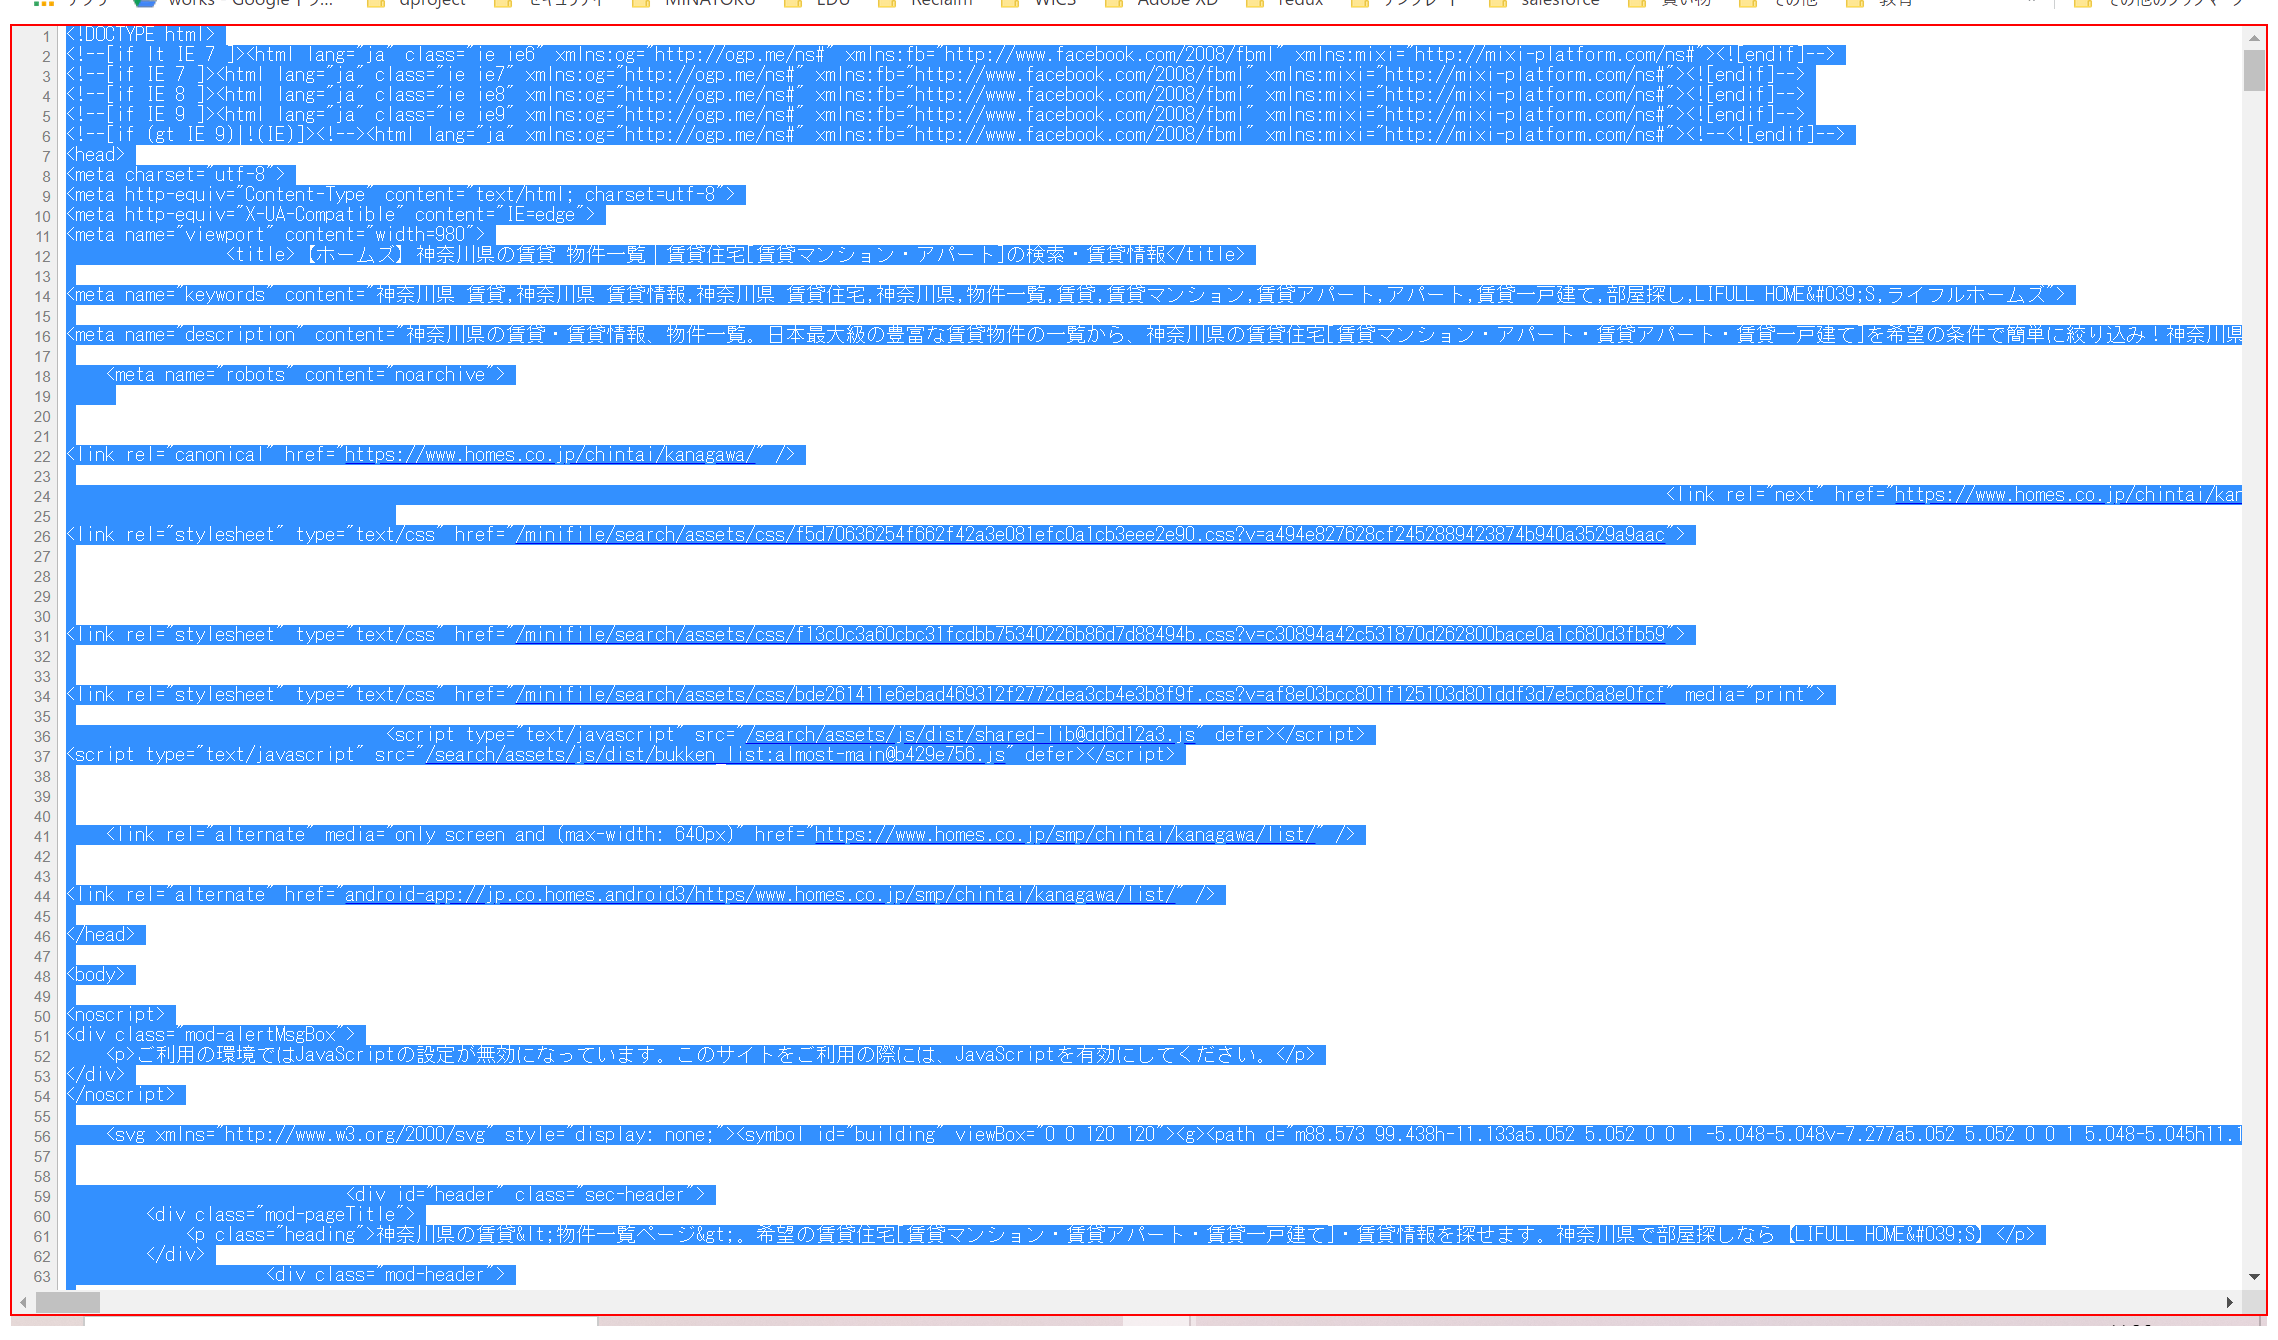 works - Google ドラ...
dproject
セキュリティ
MINATOKU
EDU
Reclaim
WICS
Adobe XD
redux
テンプレート
salesforce
買い物
その他
教育
その他のブックマーク
1 <!DOCTYPE html>
2 <!--[if lt IE 7 ]><html lang="ja" class="ie ie6" xmlns:og="http://ogp.me/ns#" xmlns:fb="http://www.facebook.com/2008/fbml" xmlns:mixi="http://mixi-platform.com/ns#"><![endif]-->
3 <!--[if IE 7 ]><html lang="ja" class="ie ie7" xmlns:og="http://ogp.me/ns#" xmlns:fb="http://www.facebook.com/2008/fbml" xmlns:mixi="http://mixi-platform.com/ns#"><![endif]-->
4 <!--[if IE 8 ]><html lang="ja" class="ie ie8" xmlns:og="http://ogp.me/ns#" xmlns:fb="http://www.facebook.com/2008/fbml" xmlns:mixi="http://mixi-platform.com/ns#"><![endif]-->
5 <!--[if IE 9 ]><html lang="ja" class="ie ie9" xmlns:og="http://ogp.me/ns#" xmlns:fb="http://www.facebook.com/2008/fbml" xmlns:mixi="http://mixi-platform.com/ns#"><![endif]-->
6 <!--[if (gt IE 9)|!(IE)]><!--><html lang="ja" xmlns:og="http://ogp.me/ns#" xmlns:fb="http://www.facebook.com/2008/fbml" xmlns:mixi="http://mixi-platform.com/ns#"><!--<![endif]-->
7 <head>
8 <meta charset="utf-8">
9 <meta http-equiv="Content-Type" content="text/html; charset=utf-8">
10 <meta http-equiv="X-UA-Compatible" content="IE=edge">
11 <meta name="viewport" content="width=980">
12 <title>【ホームズ】神奈川県の賃貸 物件一覧｜賃貸住宅[賃貸マンション・アパート]の検索・賃貸情報</title>
13
14 <meta name="keywords" content="神奈川県 賃貸,神奈川県 賃貸情報,神奈川県 賃貸住宅,神奈川県,物件一覧,賃貸,賃貸マンション,賃貸アパート,アパート,賃貸一戸建て,部屋探し,LIFULL HOME&#039;S,ライフルホームズ">
15
16 <meta name="description" content="神奈川県の賃貸・賃貸情報、物件一覧。日本最大級の豊富な賃貸物件の一覧から、神奈川県の賃貸住宅[賃貸マンション・アパート・賃貸アパート・賃貸一戸建て]を希望の条件で簡単に絞り込み！神奈川県
17
18 <meta name="robots" content="noarchive">
19
20
21
22 <link rel="canonical" href="https://www.homes.co.jp/chintai/kanagawa/" />
23
24 <link rel="next" href="https://www.homes.co.jp/chintai/kan
25
26 <link rel="stylesheet" type="text/css" href="/minifile/search/assets/css/f5d70636254f662f42a3e081efc0a1cb3eee2e90.css?v=a494e827628cf2452889423874b940a3529a9aac">
27
28
29
30
31 <link rel="stylesheet" type="text/css" href="/minifile/search/assets/css/f13c0c3a60cbc31fcdbb75340226b86d7d88494b.css?v=c30894a42c531870d262800bace0a1c680d3fb59">
32
33
34 <link rel="stylesheet" type="text/css" href="/minifile/search/assets/css/bde261411e6ebad469312f2772dea3cb4e3b8f9f.css?v=af8e03bcc801f125103d801ddf3d7e5c6a8e0fcf" media="print">
35
36 <script type="text/javascript" src="/search/assets/js/dist/shared-lib@dd6d12a3.js" defer></script>
37 <script type="text/javascript" src="/search/assets/js/dist/bukken_list:almost-main@b429e756.js" defer></script>
38
39
40
41 <link rel="alternate" media="only screen and (max-width: 640px)" href="https://www.homes.co.jp/smp/chintai/kanagawa/list/" />
42
43
44 <link rel="alternate" href="android-app://jp.co.homes.android3/https/www.homes.co.jp/smp/chintai/kanagawa/list/" />
45
46 </head>
47
48 <body>
49
50 <noscript>
51 <div class="mod-alertMsgBox">
52 <p>ご利用の環境ではJavaScriptの設定が無効になっています。このサイトをご利用の際には、JavaScriptを有効にしてください。</p>
53 </div>
54 </noscript>
55
56 <svg xmlns="http://www.w3.org/2000/svg" style="display: none;"><symbol id="building" viewBox="0 0 120 120"><g><path d="m88.573 99.438h-11.133a5.052 5.052 0 0 1 -5.048-5.048v-7.277a5.052 5.052 0 0 1 5.048-5.045h11.1
57
58
59 <div id="header" class="sec-header">
60 <div class="mod-pageTitle">
61 <p class="heading">神奈川県の賃貸&lt;物件一覧ページ&gt;。希望の賃貸住宅[賃貸マンション・賃貸アパート・賃貸一戸建て]・賃貸情報を探せます。神奈川県で部屋探しなら【LIFULL HOME&#039;S】</p>
62 </div>
63 <div class="mod-header">